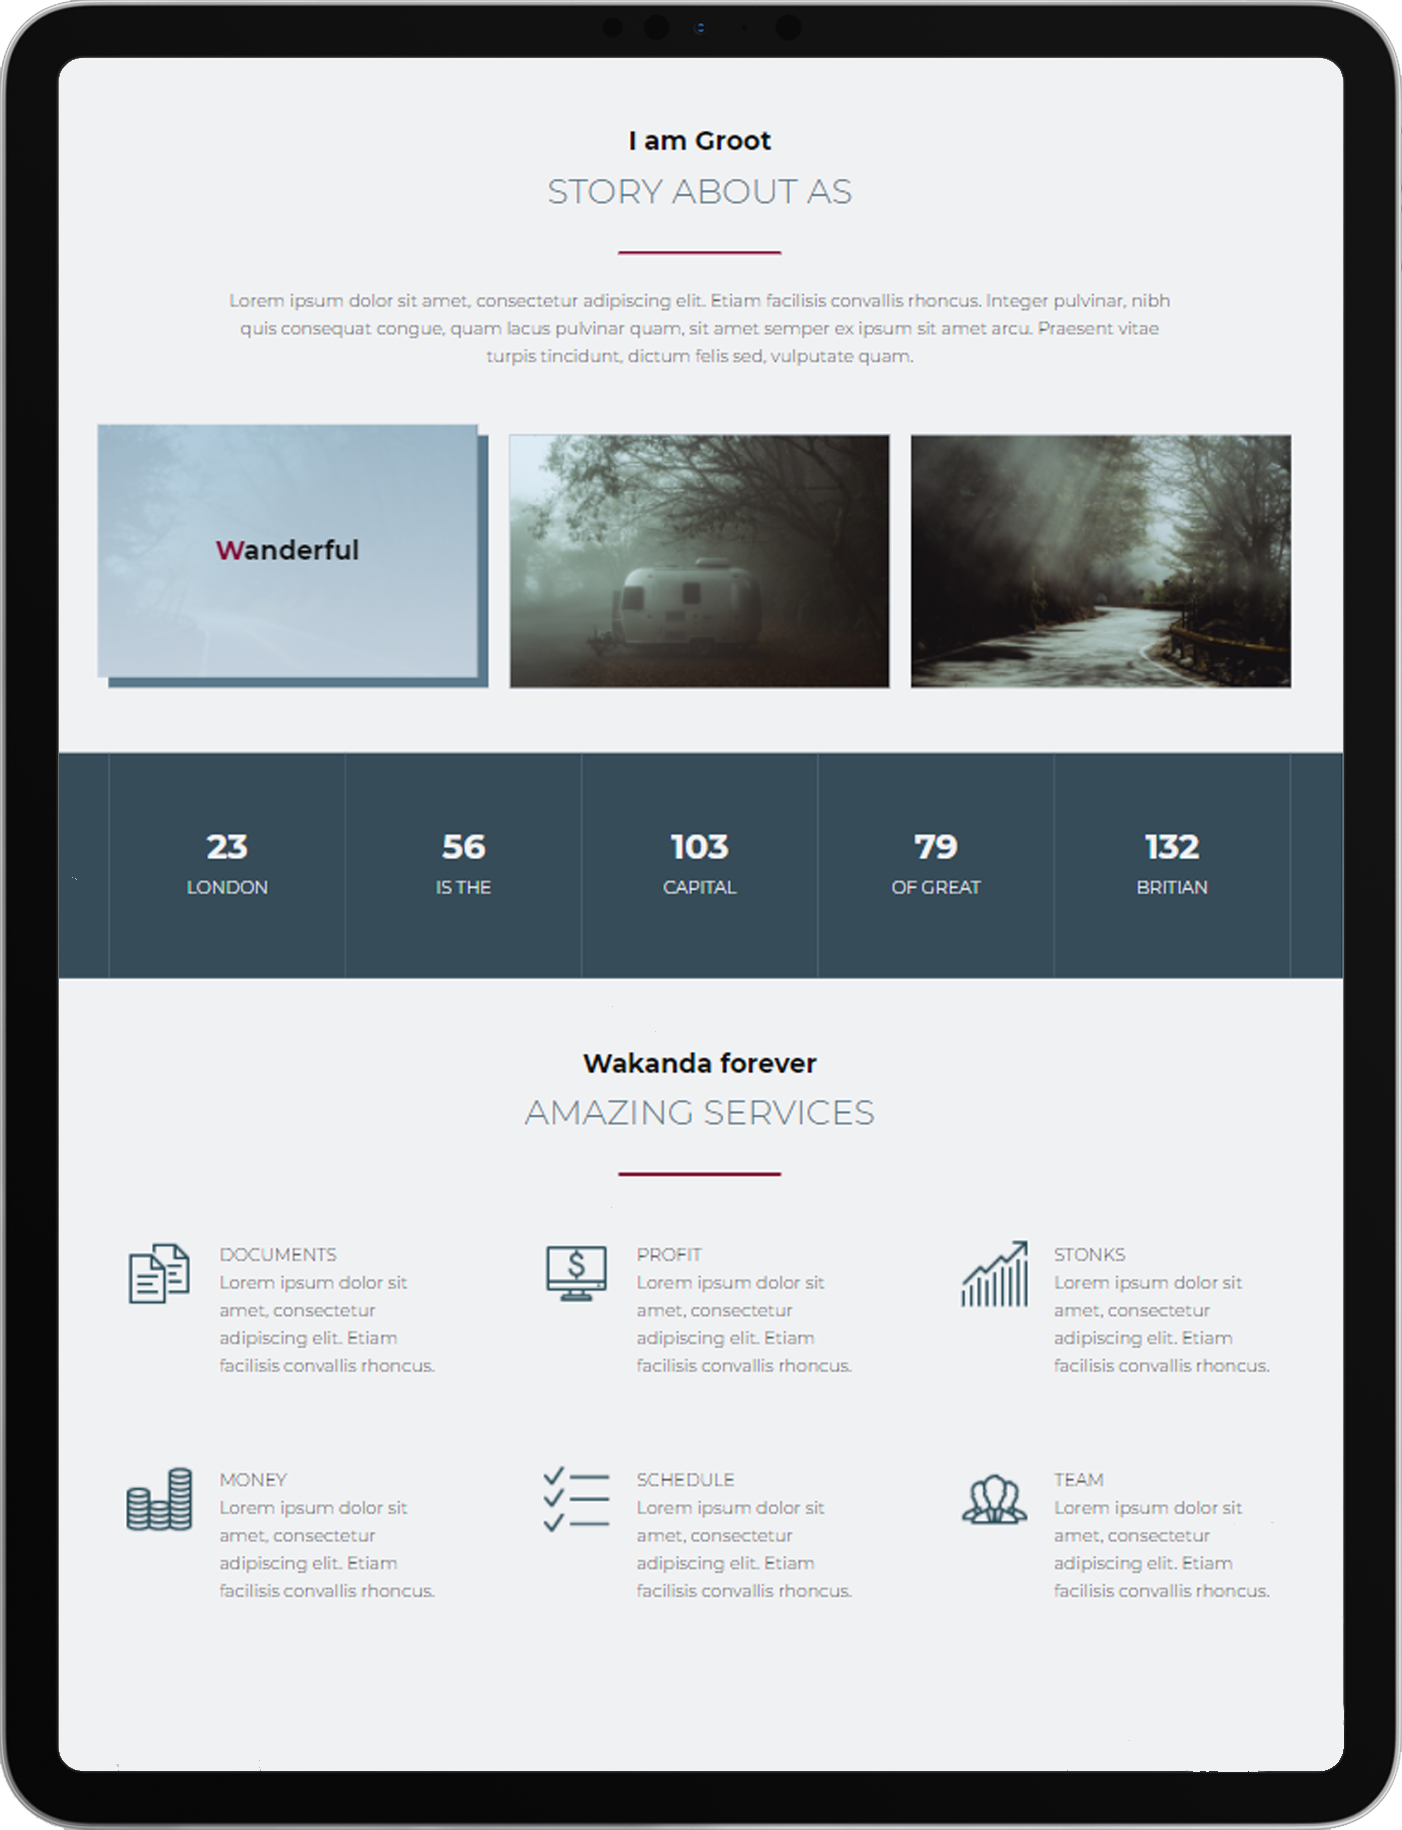 I am Groot
STORY ABOUT AS
Lorem ipsum dolor sit amet, consectetur adipiscing elit. Etiam facilisis convallis rhoncus. Integer pulvinar, nibh
quis consequat congue, quam lacus pulvinar quam, sit amet semper ex ipsum sit amet arcu. Praesent vitae
turpis tincidunt, dictum felis sed, vulputate quam.
Wanderful
23
LONDON
56
IS THE
103
CAPITAL
79
OF GREAT
132
BRITIAN
Wakanda forever
AMAZING SERVICES
DOCUMENTS
Lorem ipsum dolor sit
amet, consectetur
adipiscing elit. Etiam
facilisis convallis rhoncus.
$
PROFIT
Lorem ipsum dolor sit
amet, consectetur
adipiscing elit. Etiam
facilisis convallis rhoncus.
STONKS
Lorem ipsum dolor sit
amet, consectetur
adipiscing elit. Etiam
facilisis convallis rhoncus.
MONEY
Lorem ipsum dolor sit
amet, consectetur
adipiscing elit. Etiam
facilisis convallis rhoncus.
SCHEDULE
Lorem ipsum dolor sit
amet, consectetur
adipiscing elit. Etiam
facilisis convallis rhoncus.
TEAM
Lorem ipsum dolor sit
amet, consectetur
adipiscing elit. Etiam
facilisis convallis rhoncus.